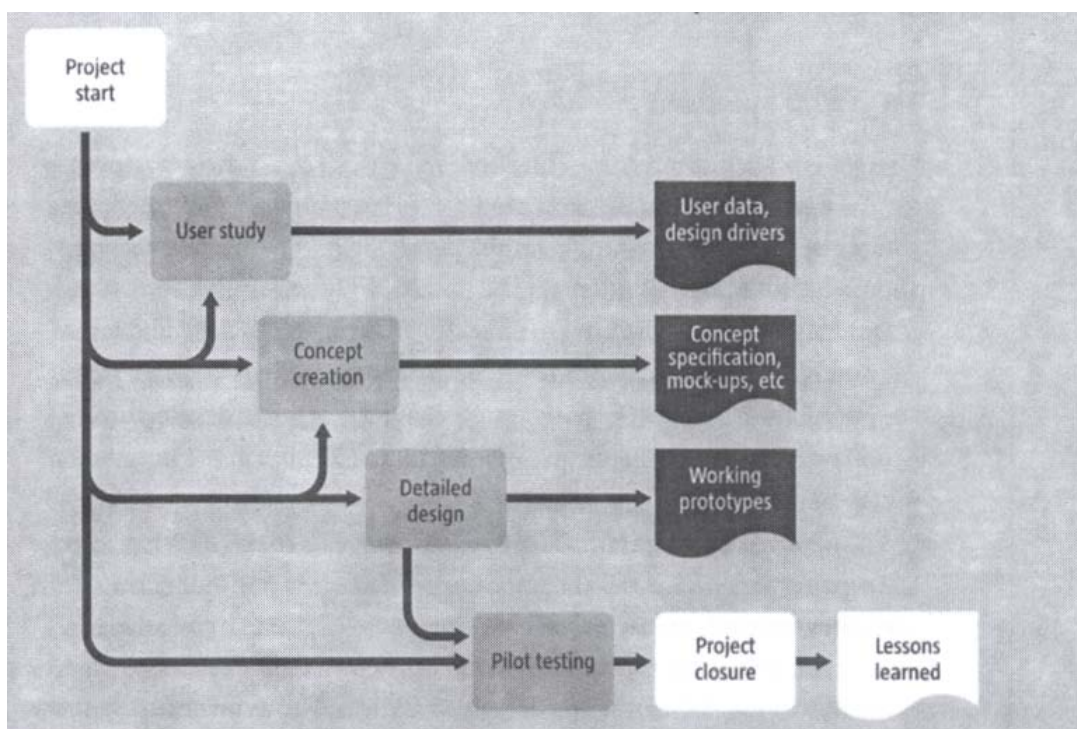 Project
start
User study
User data,
design drivers
Concept
creation
Concept
specification,
mock-ups, etc
Detailed
design
Working
prototypes
Pilot testing
Project
closure
Lessons
learned